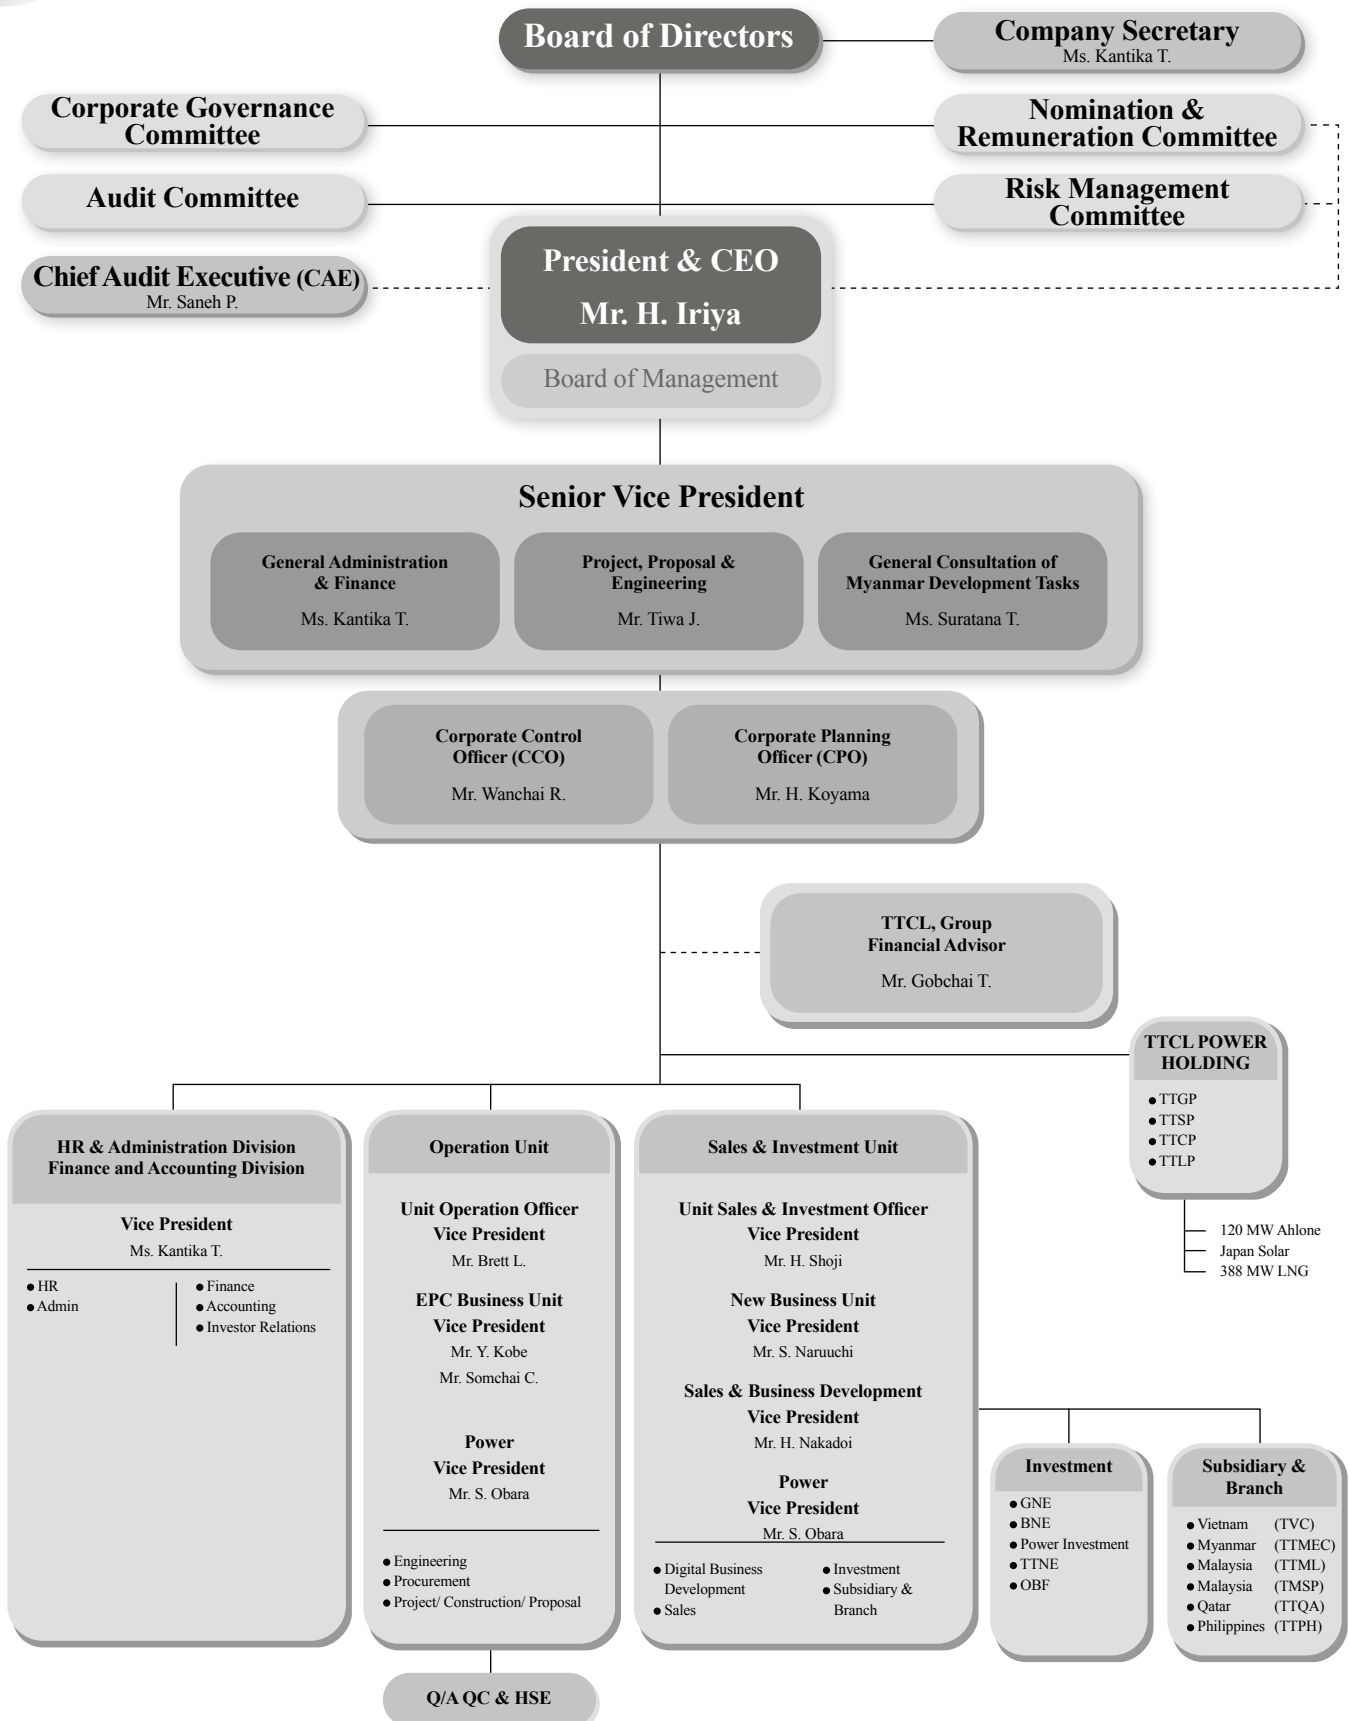 Board of Directors
Company Secretary
Ms. Kantika T.
Corporate Governance
Committee
Nomination &
Remuneration Committee
Audit Committee
Risk Management
Committee
Chief Audit Executive (CAE)
Mr. Saneh P.
President & CEO
Mr. H. Iriya
Board of Management
Senior Vice President
General Administration
& Finance
Ms. Kantika T.
Project, Proposal &
Engineering
Mr. Tiwa J.
General Consultation of
Myanmar Development Tasks
Ms. Suratana T.
Corporate Control
Officer (CCO)
Mr. Wanchai R.
Corporate Planning
Officer (CPO)
Mr. H. Koyama
TTCL, Group
Financial Advisor
Mr. Gobchai T.
TTCL POWER
HOLDING
● TTGP
● TTSP
● TTCP
● TTLP
120 MW Ahlone
Japan Solar
388 MW LNG
HR & Administration Division
Finance and Accounting Division
Vice President
Ms. Kantika T.
● HR
● Admin
● Finance
● Accounting
● Investor Relations
Operation Unit
Unit Operation Officer
Vice President
Mr. Brett L.
EPC Business Unit
Vice President
Mr. Y. Kobe
Mr. Somchai C.
Power
Vice President
Mr. S. Obara
● Engineering
● Procurement
● Project/ Construction/ Proposal
Q/A QC & HSE
Sales & Investment Unit
Unit Sales & Investment Officer
Vice President
Mr. H. Shoji
New Business Unit
Vice President
Mr. S. Naruuchi
Sales & Business Development
Vice President
Mr. H. Nakadoi
Power
Vice President
Mr. S. Obara
● Digital Business
Development
● Sales
● Investment
● Subsidiary &
Branch
Investment
● GNE
● BNE
● Power Investment
● TTNE
● OBF
Subsidiary &
Branch
● Vietnam (TVC)
● Myanmar (TTMEC)
● Malaysia (TTML)
● Malaysia (TMSP)
● Qatar (TTQA)
● Philippines (TTPH)